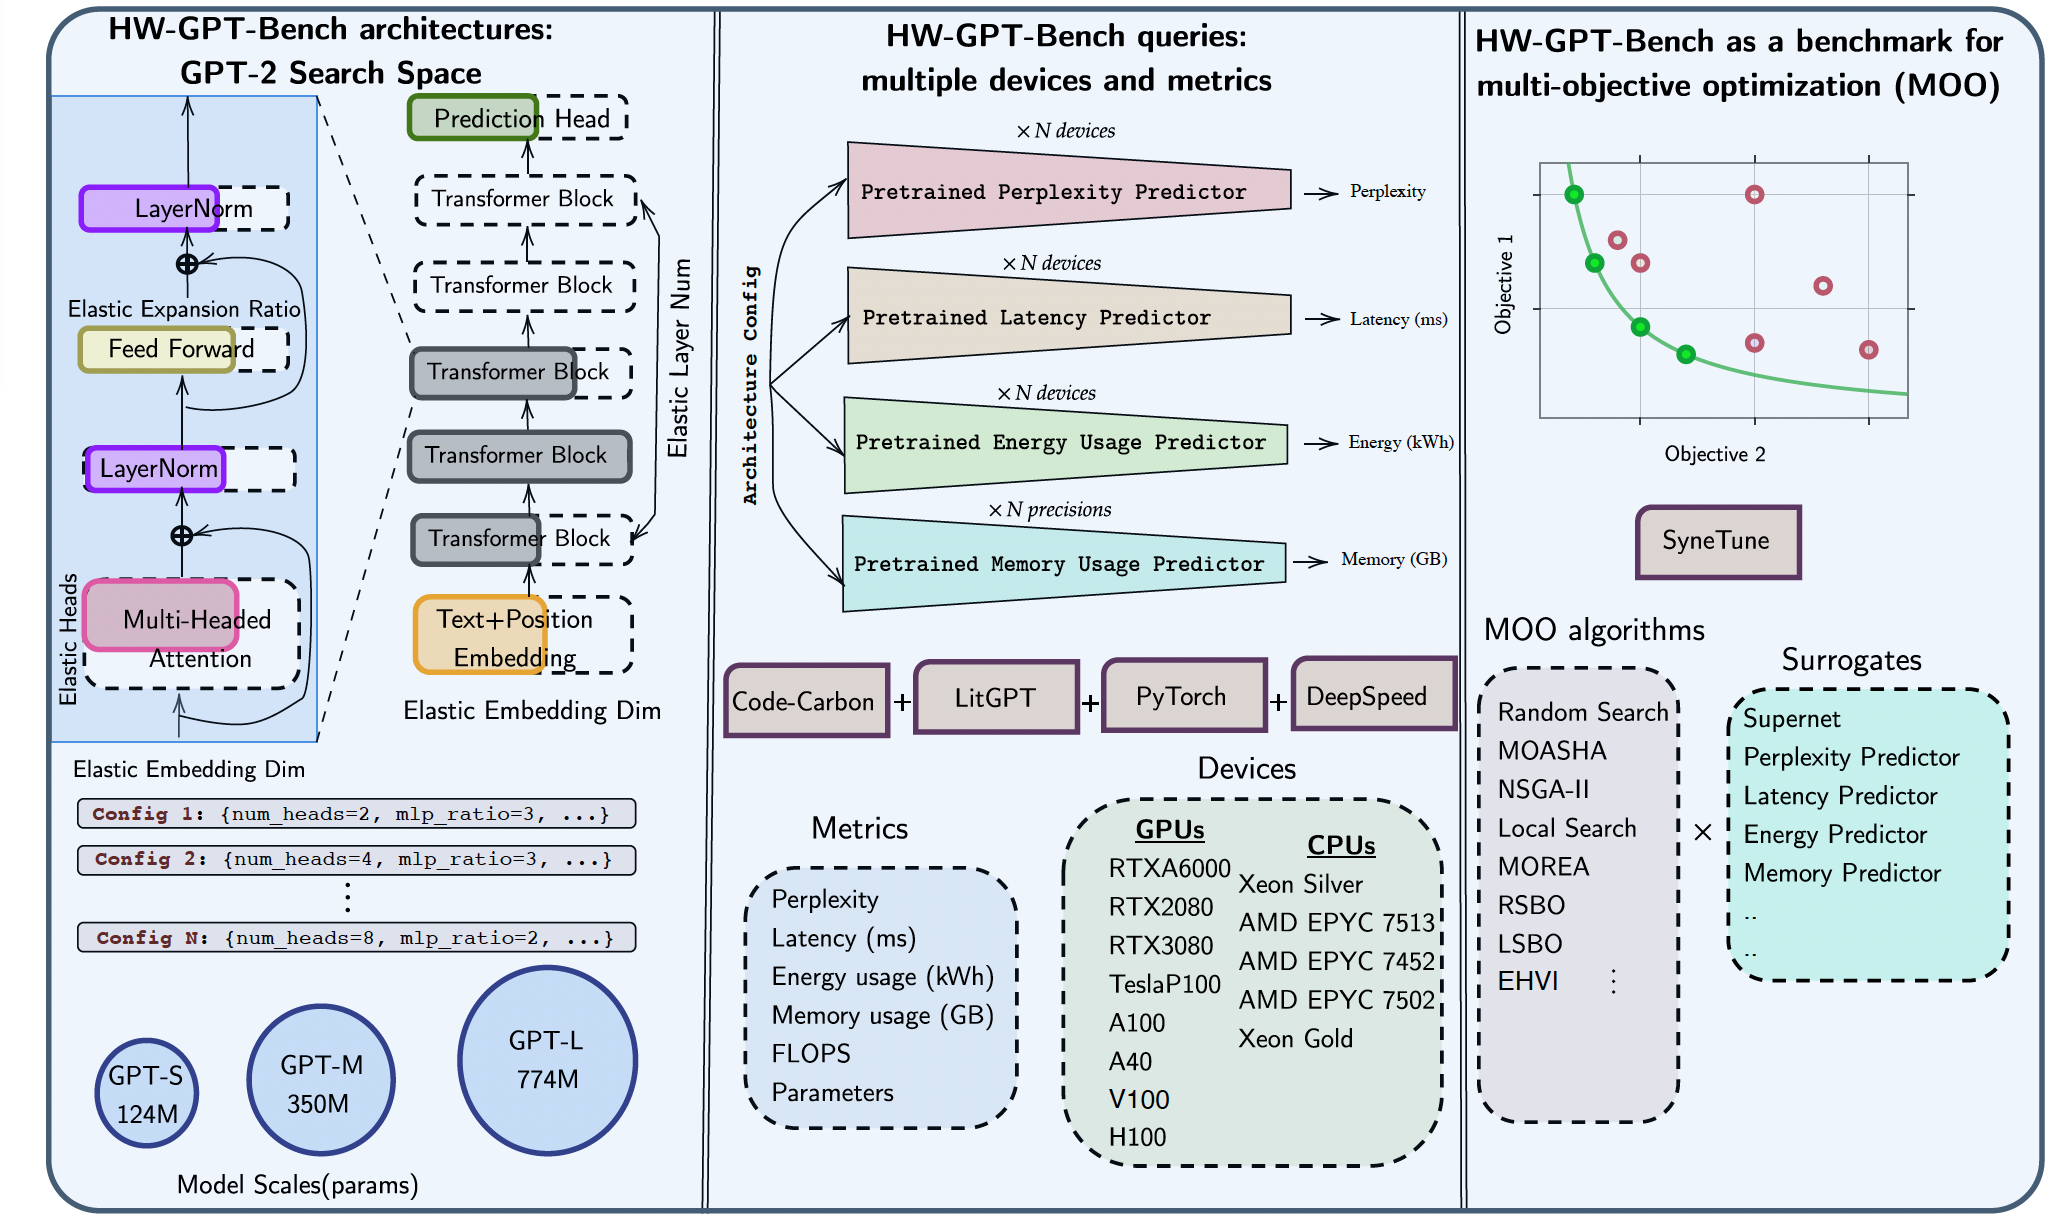 HW-GPT-Bench architectures:
GPT-2 Search Space
LayerNorm
Elastic Expansion Ratio
Feed Forward
LayerNorm
Elastic Heads
Multi-Headed
Attention
Elastic Embedding Dim
Prediction Head
Transformer Block
Transformer Block
Transformer Block
Transformer Block
Transformer Block
Elastic Layer Num
Text+Position
Embedding
Elastic Embedding Dim
Config 1: {num_heads=2, mlp_ratio=3, ...}
Config 2: {num_heads=4, mlp_ratio=3, ...}
⋮
Config N: {num_heads=8, mlp_ratio=2, ...}
GPT-S
124M
GPT-M
350M
GPT-L
774M
Model Scales(params)
HW-GPT-Bench queries:
multiple devices and metrics
Architecture Config
× N devices
Pretrained Perplexity Predictor
Perplexity
× N devices
Pretrained Latency Predictor
Latency (ms)
× N devices
Pretrained Energy Usage Predictor
Energy (kWh)
× N precisions
Pretrained Memory Usage Predictor
Memory (GB)
Code-Carbon + LitGPT + PyTorch + DeepSpeed
Metrics
Perplexity
Latency (ms)
Energy usage (kWh)
Memory usage (GB)
FLOPS
Parameters
Devices
GPUs
RTXA6000
RTX2080
RTX3080
TeslaP100
A100
A40
V100
H100
CPUs
Xeon Silver
AMD EPYC 7513
AMD EPYC 7452
AMD EPYC 7502
Xeon Gold
HW-GPT-Bench as a benchmark for
multi-objective optimization (MOO)
Objective 1
Objective 2
SyneTune
MOO algorithms
Random Search
MOASHA
NSGA-II
Local Search
MOREA
RSBO
LSBO
EHVI ⋮
×
Surrogates
Supernet
Perplexity Predictor
Latency Predictor
Energy Predictor
Memory Predictor
..
..